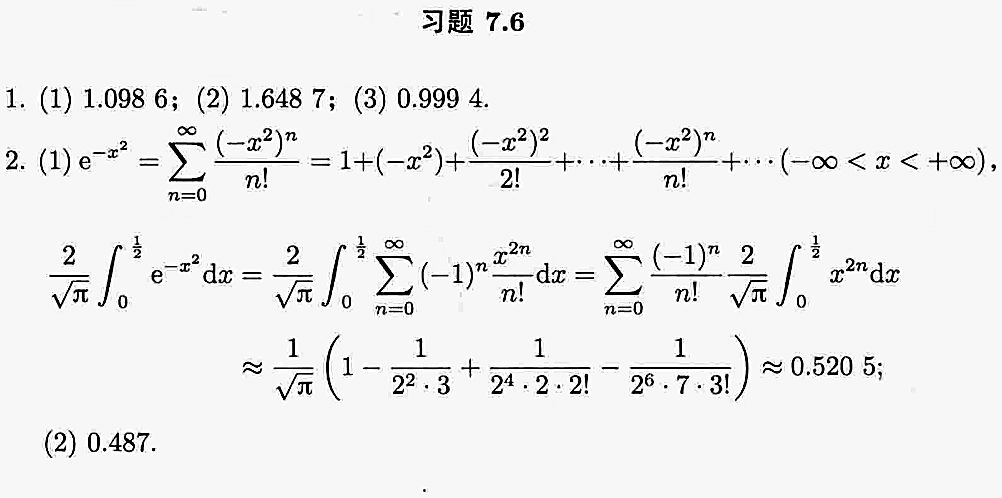 习题 7.6
1. (1) 1.098 6; (2) 1.648 7; (3) 0.999 4.
2. (1) e^{-x^2} = \sum_{n=0}^{\infty} \frac{(-x^2)^n}{n!} = 1+(-x^2)+\frac{(-x^2)^2}{2!}+\cdots+\frac{(-x^2)^n}{n!}+\cdots (-\infty < x < +\infty),
\frac{2}{\sqrt{\pi}} \int_0^{\frac{1}{2}} e^{-x^2} dx = \frac{2}{\sqrt{\pi}} \int_0^{\frac{1}{2}} \sum_{n=0}^{\infty} (-1)^n \frac{x^{2n}}{n!} dx = \sum_{n=0}^{\infty} \frac{(-1)^n}{n!} \frac{2}{\sqrt{\pi}} \int_0^{\frac{1}{2}} x^{2n} dx
\approx \frac{1}{\sqrt{\pi}} \left( 1 - \frac{1}{2^2 \cdot 3} + \frac{1}{2^4 \cdot 2 \cdot 2!} - \frac{1}{2^6 \cdot 7 \cdot 3!} \right) \approx 0.520 5;
(2) 0.487.